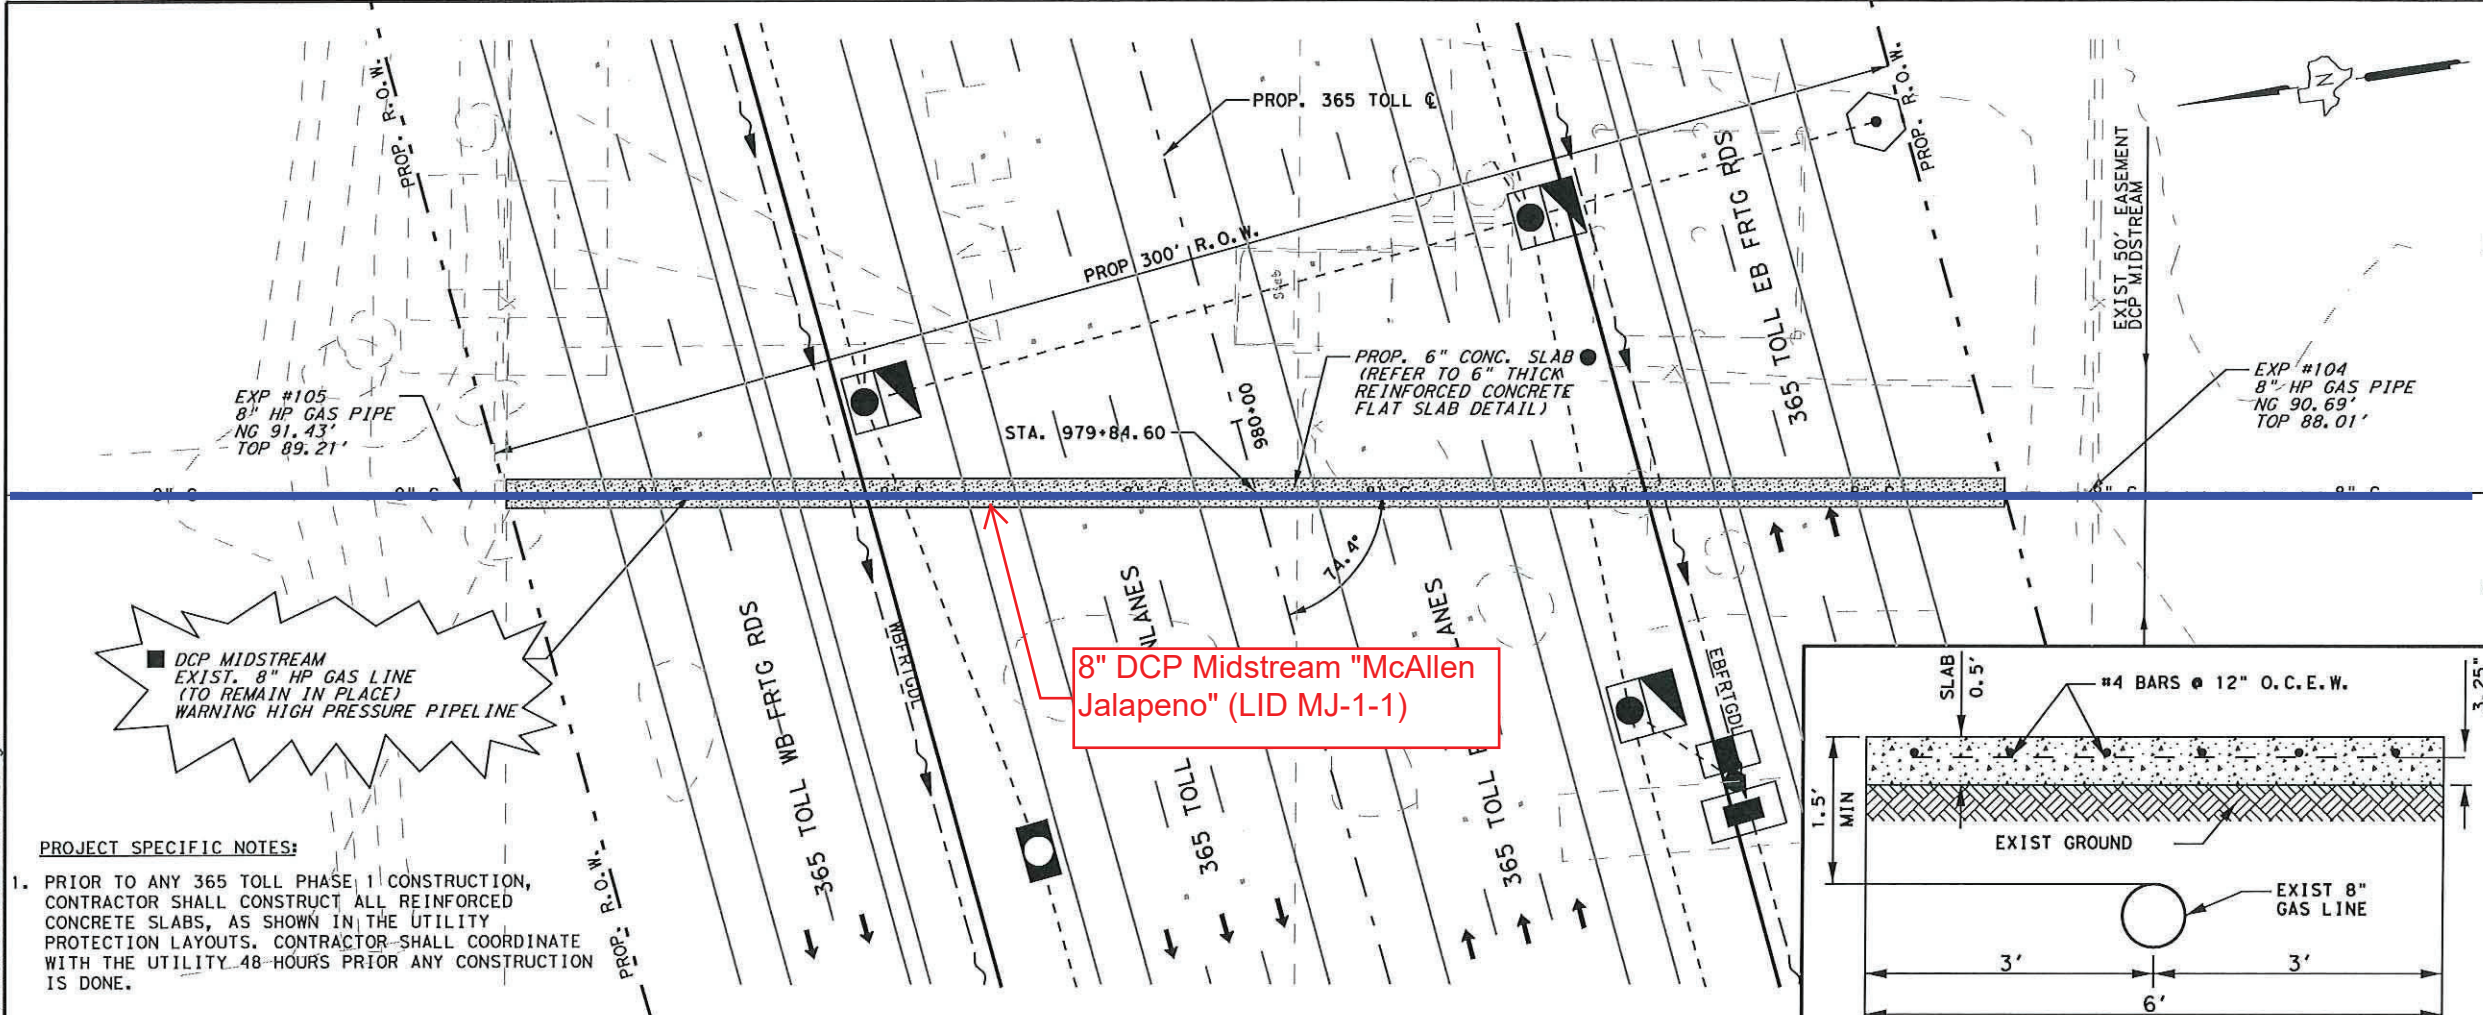 PROP. R.O.W.
PROP. 365 TOLL ℄
PROP. R.O.W.
N
PROP 300' R.O.W.
365 TOLL EB FRTG RDS
EXIST 50' EASEMENT
DCP MIDSTREAM
EXP #105
8" HP GAS PIPE
NG 91.43'
TOP 89.21'
STA. 979+84.60
980+00
PROP. 6" CONC. SLAB
(REFER TO 6" THICK
REINFORCED CONCRETE
FLAT SLAB DETAIL)
EXP #104
8" HP GAS PIPE
NG 90.69'
TOP 88.01'
74.4°
DCP MIDSTREAM
EXIST. 8" HP GAS LINE
(TO REMAIN IN PLACE)
WARNING HIGH PRESSURE PIPELINE
365 TOLL WB FRTG RDS
WBFRTGDL
8" DCP Midstream "McAllen
Jalapeno" (LID MJ-1-1)
365 TOLL
365 TOLL
EBFRTGDL
SLAB
0.5'
#4 BARS @ 12" O.C.E.W.
3.25"
1.5'
MIN
EXIST GROUND
EXIST 8"
GAS LINE
3'
3'
6'
PROP. R.O.W.
PROJECT SPECIFIC NOTES:
1. PRIOR TO ANY 365 TOLL PHASE 1 CONSTRUCTION,
CONTRACTOR SHALL CONSTRUCT ALL REINFORCED
CONCRETE SLABS, AS SHOWN IN THE UTILITY
PROTECTION LAYOUTS. CONTRACTOR SHALL COORDINATE
WITH THE UTILITY 48 HOURS PRIOR ANY CONSTRUCTION
IS DONE.